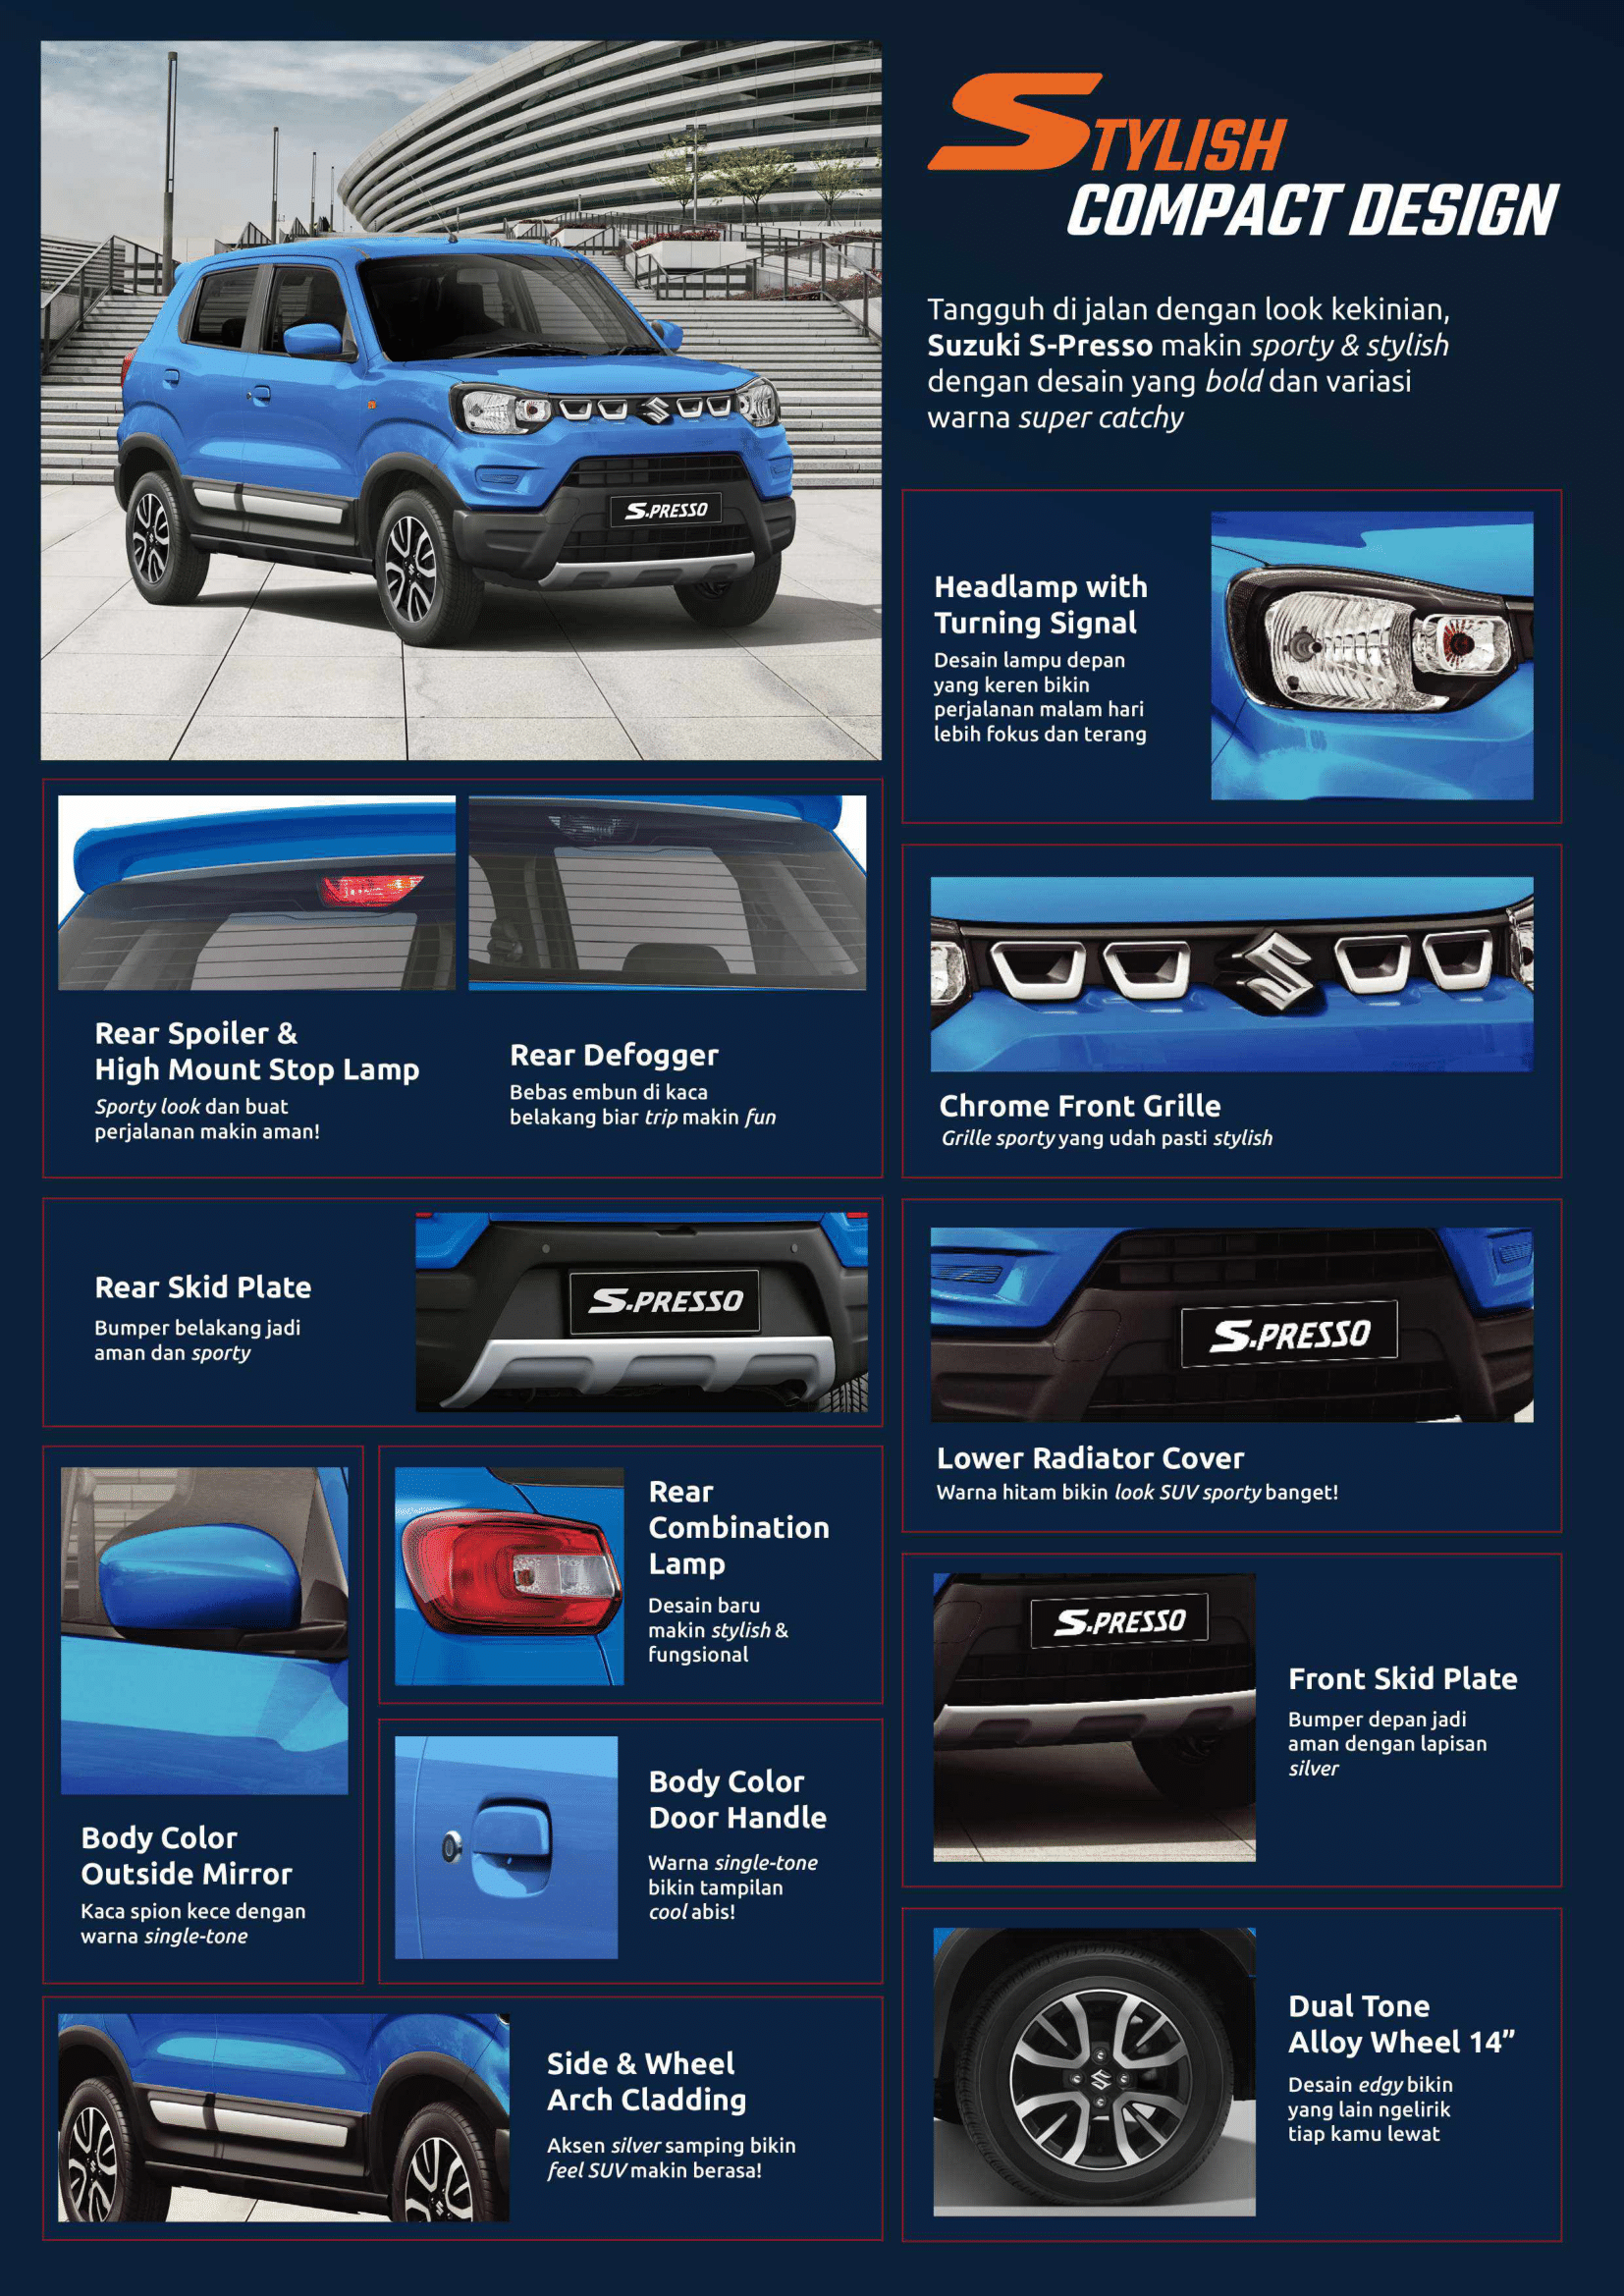 STYLISH
COMPACT DESIGN
Tangguh di jalan dengan look kekinian,
Suzuki S-Presso makin sporty & stylish
dengan desain yang bold dan variasi
warna super catchy
S.PRESSO
Headlamp with
Turning Signal
Desain lampu depan
yang keren bikin
perjalanan malam hari
lebih fokus dan terang
Rear Spoiler &
High Mount Stop Lamp
Sporty look dan buat
perjalanan makin aman!
Rear Defogger
Bebas embun di kaca
belakang biar trip makin fun
Chrome Front Grille
Grille sporty yang udah pasti stylish
Rear Skid Plate
Bumper belakang jadi
aman dan sporty
S.PRESSO
S.PRESSO
Lower Radiator Cover
Warna hitam bikin look SUV sporty banget!
Body Color
Outside Mirror
Kaca spion kece dengan
warna single-tone
Rear
Combination
Lamp
Desain baru
makin stylish &
fungsional
Body Color
Door Handle
Warna single-tone
bikin tampilan
cool abis!
S.PRESSO
Front Skid Plate
Bumper depan jadi
aman dengan lapisan
silver
Side & Wheel
Arch Cladding
Aksen silver samping bikin
feel SUV makin berasa!
Dual Tone
Alloy Wheel 14”
Desain edgy bikin
yang lain ngelirik
tiap kamu lewat